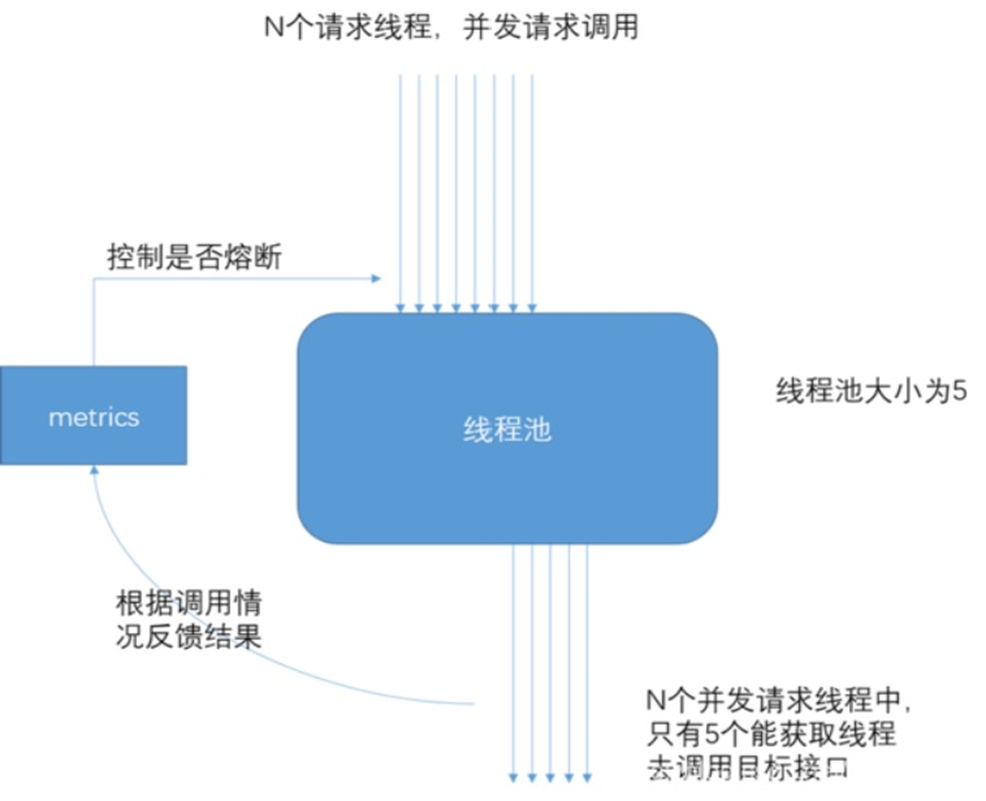 N个请求线程，并发请求调用
控制是否熔断
metrics
线程池
线程池大小为5
根据调用情
况反馈结果
N个并发请求线程中，
只有5个能获取线程
去调用目标接口